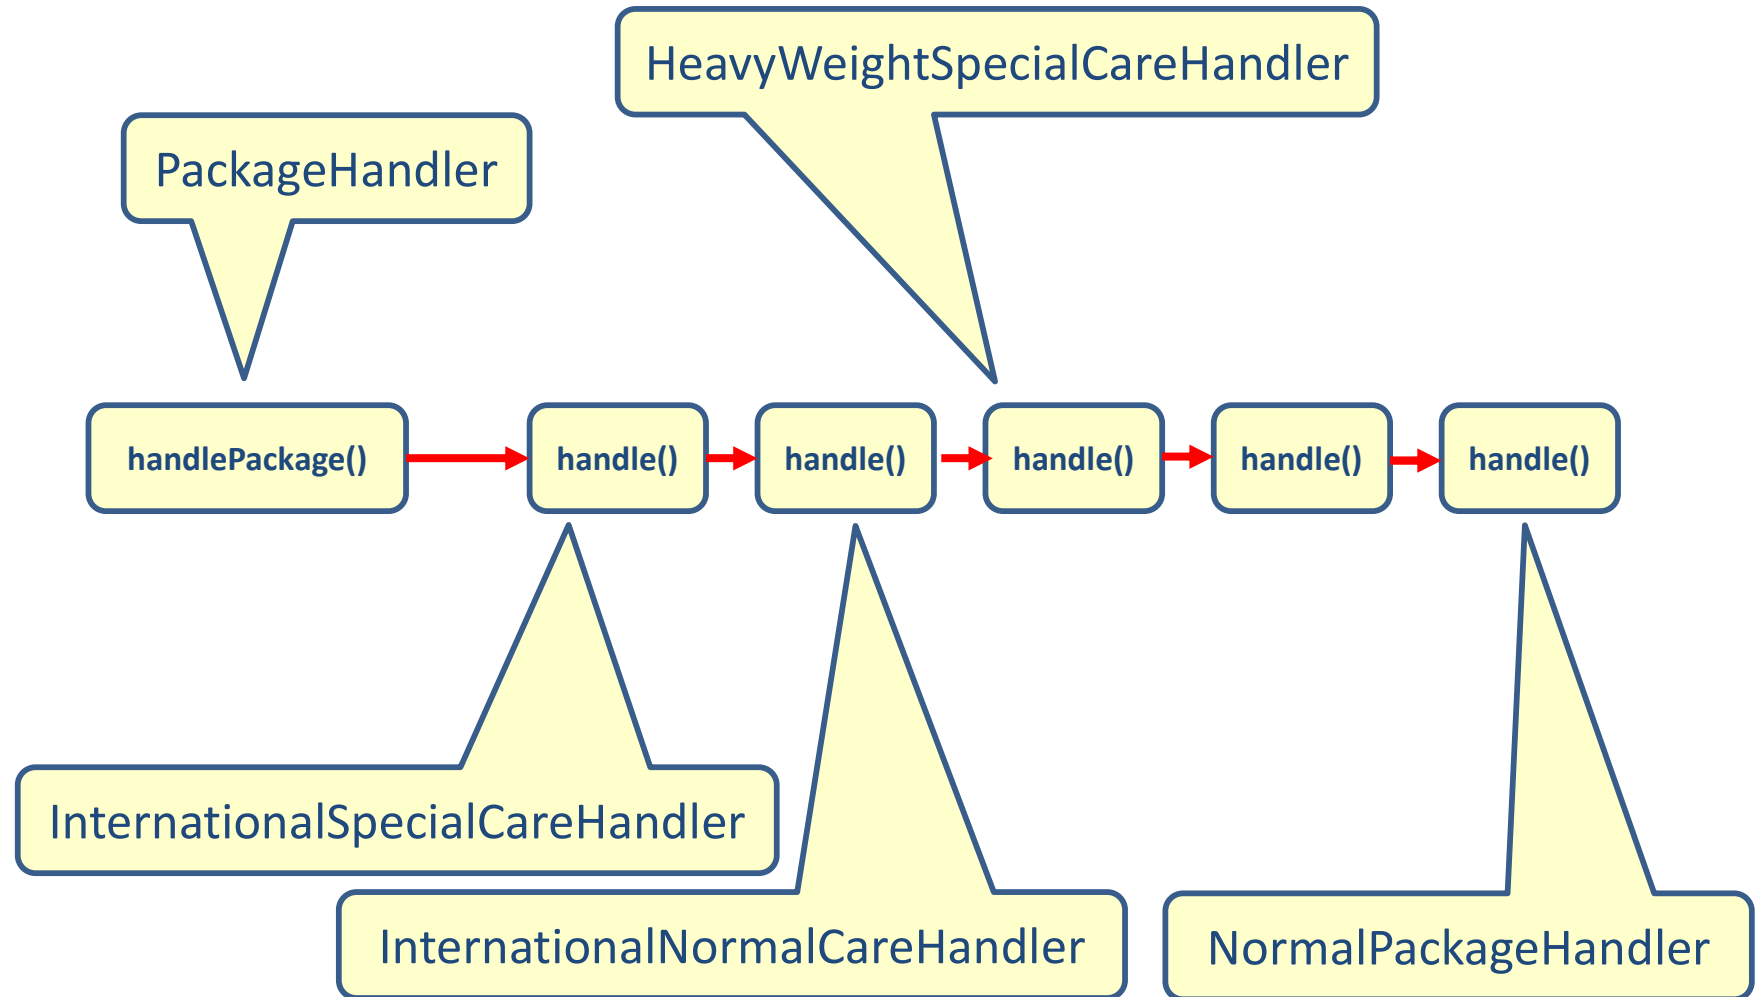 HeavyWeightSpecialCareHandler
PackageHandler
handlePackage()
handle()
handle()
handle()
handle()
handle()
InternationalSpecialCareHandler
InternationalNormalCareHandler
NormalPackageHandler